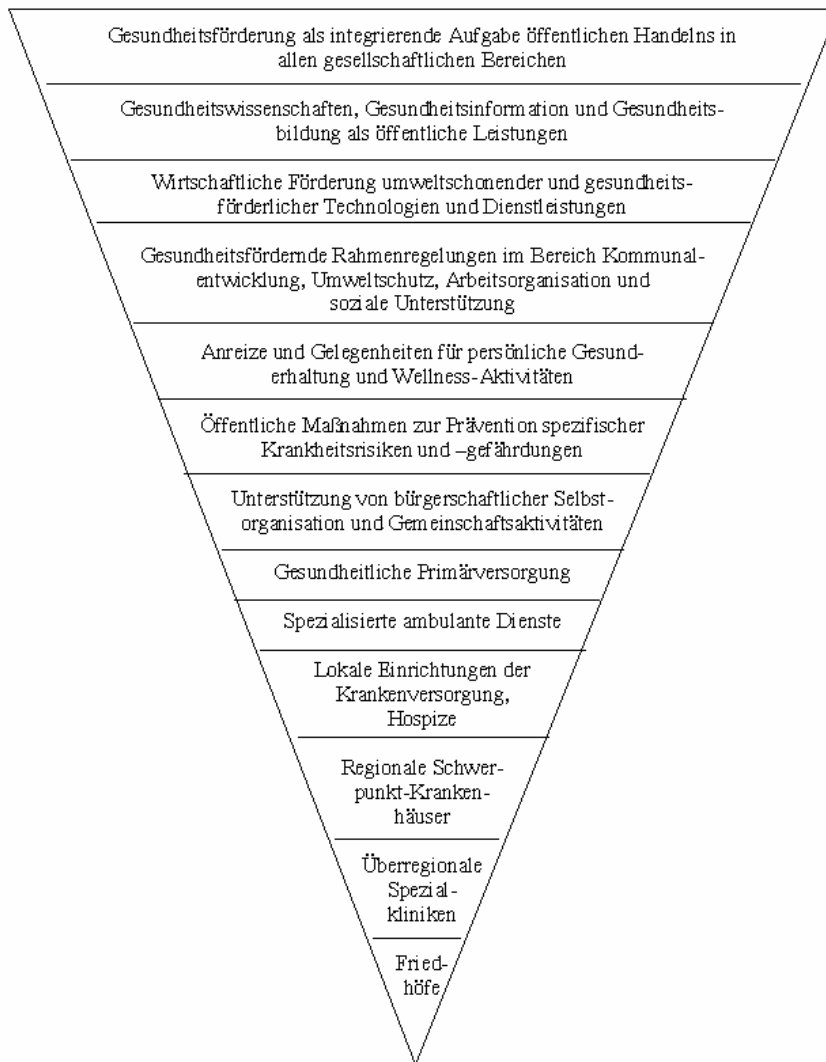 Gesundheitsförderung als integrierende Aufgabe öffentlichen Handelns in
allen gesellschaftlichen Bereichen
Gesundheitswissenschaften, Gesundheitsinformation und Gesundheits-
bildung als öffentliche Leistungen
Wirtschaftliche Förderung umweltschonender und gesundheits-
förderlicher Technologien und Dienstleistungen
Gesundheitsfördernde Rahmenregelungen im Bereich Kommunal-
entwicklung, Umweltschutz, Arbeitsorganisation und
soziale Unterstützung
Anreize und Gelegenheiten für persönliche Gesund-
erhaltung und Wellness-Aktivitäten
Öffentliche Maßnahmen zur Prävention spezifischer
Krankheitsrisiken und –gefährdungen
Unterstützung von bürgerschaftlicher Selbst-
organisation und Gemeinschaftsaktivitäten
Gesundheitliche Primärversorgung
Spezialisierte ambulante Dienste
Lokale Einrichtungen der
Krankenversorgung,
Hospize
Regionale Schwer-
punkt-Kranken-
häuser
Überregionale
Spezial-
kliniken
Fried-
höfe